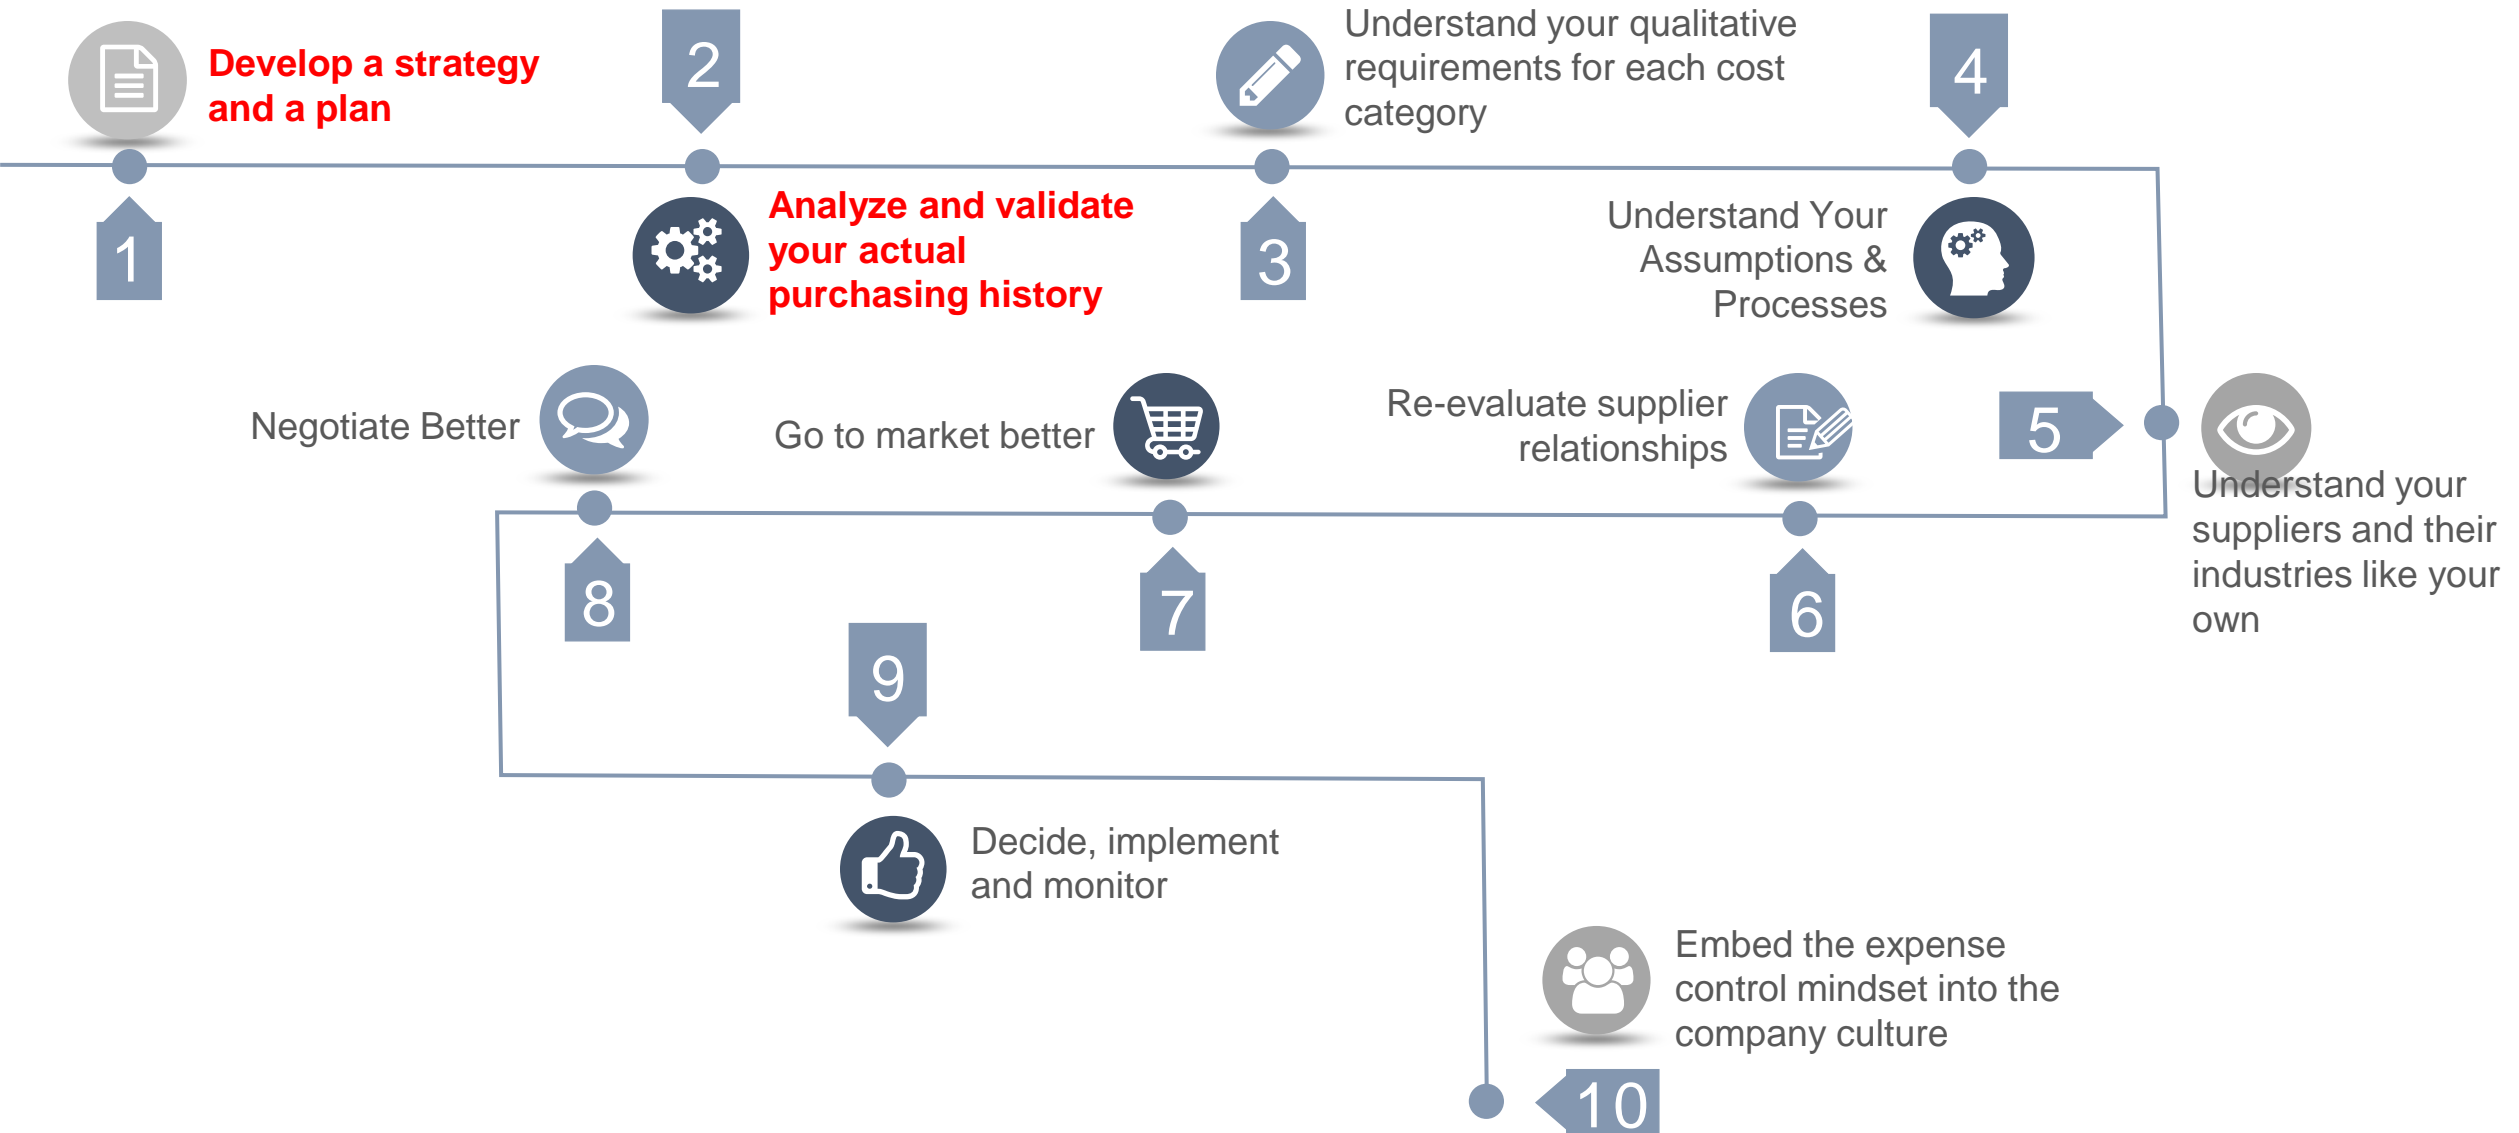 1
Develop a strategy
and a plan
2
Analyze and validate
your actual
purchasing history
3
Understand your qualitative
requirements for each cost
category
4
Understand Your
Assumptions &
Processes
5
Understand your
suppliers and their
industries like your
own
6
Re-evaluate supplier
relationships
7
Go to market better
8
Negotiate Better
9
Decide, implement
and monitor
10
Embed the expense
control mindset into the
company culture